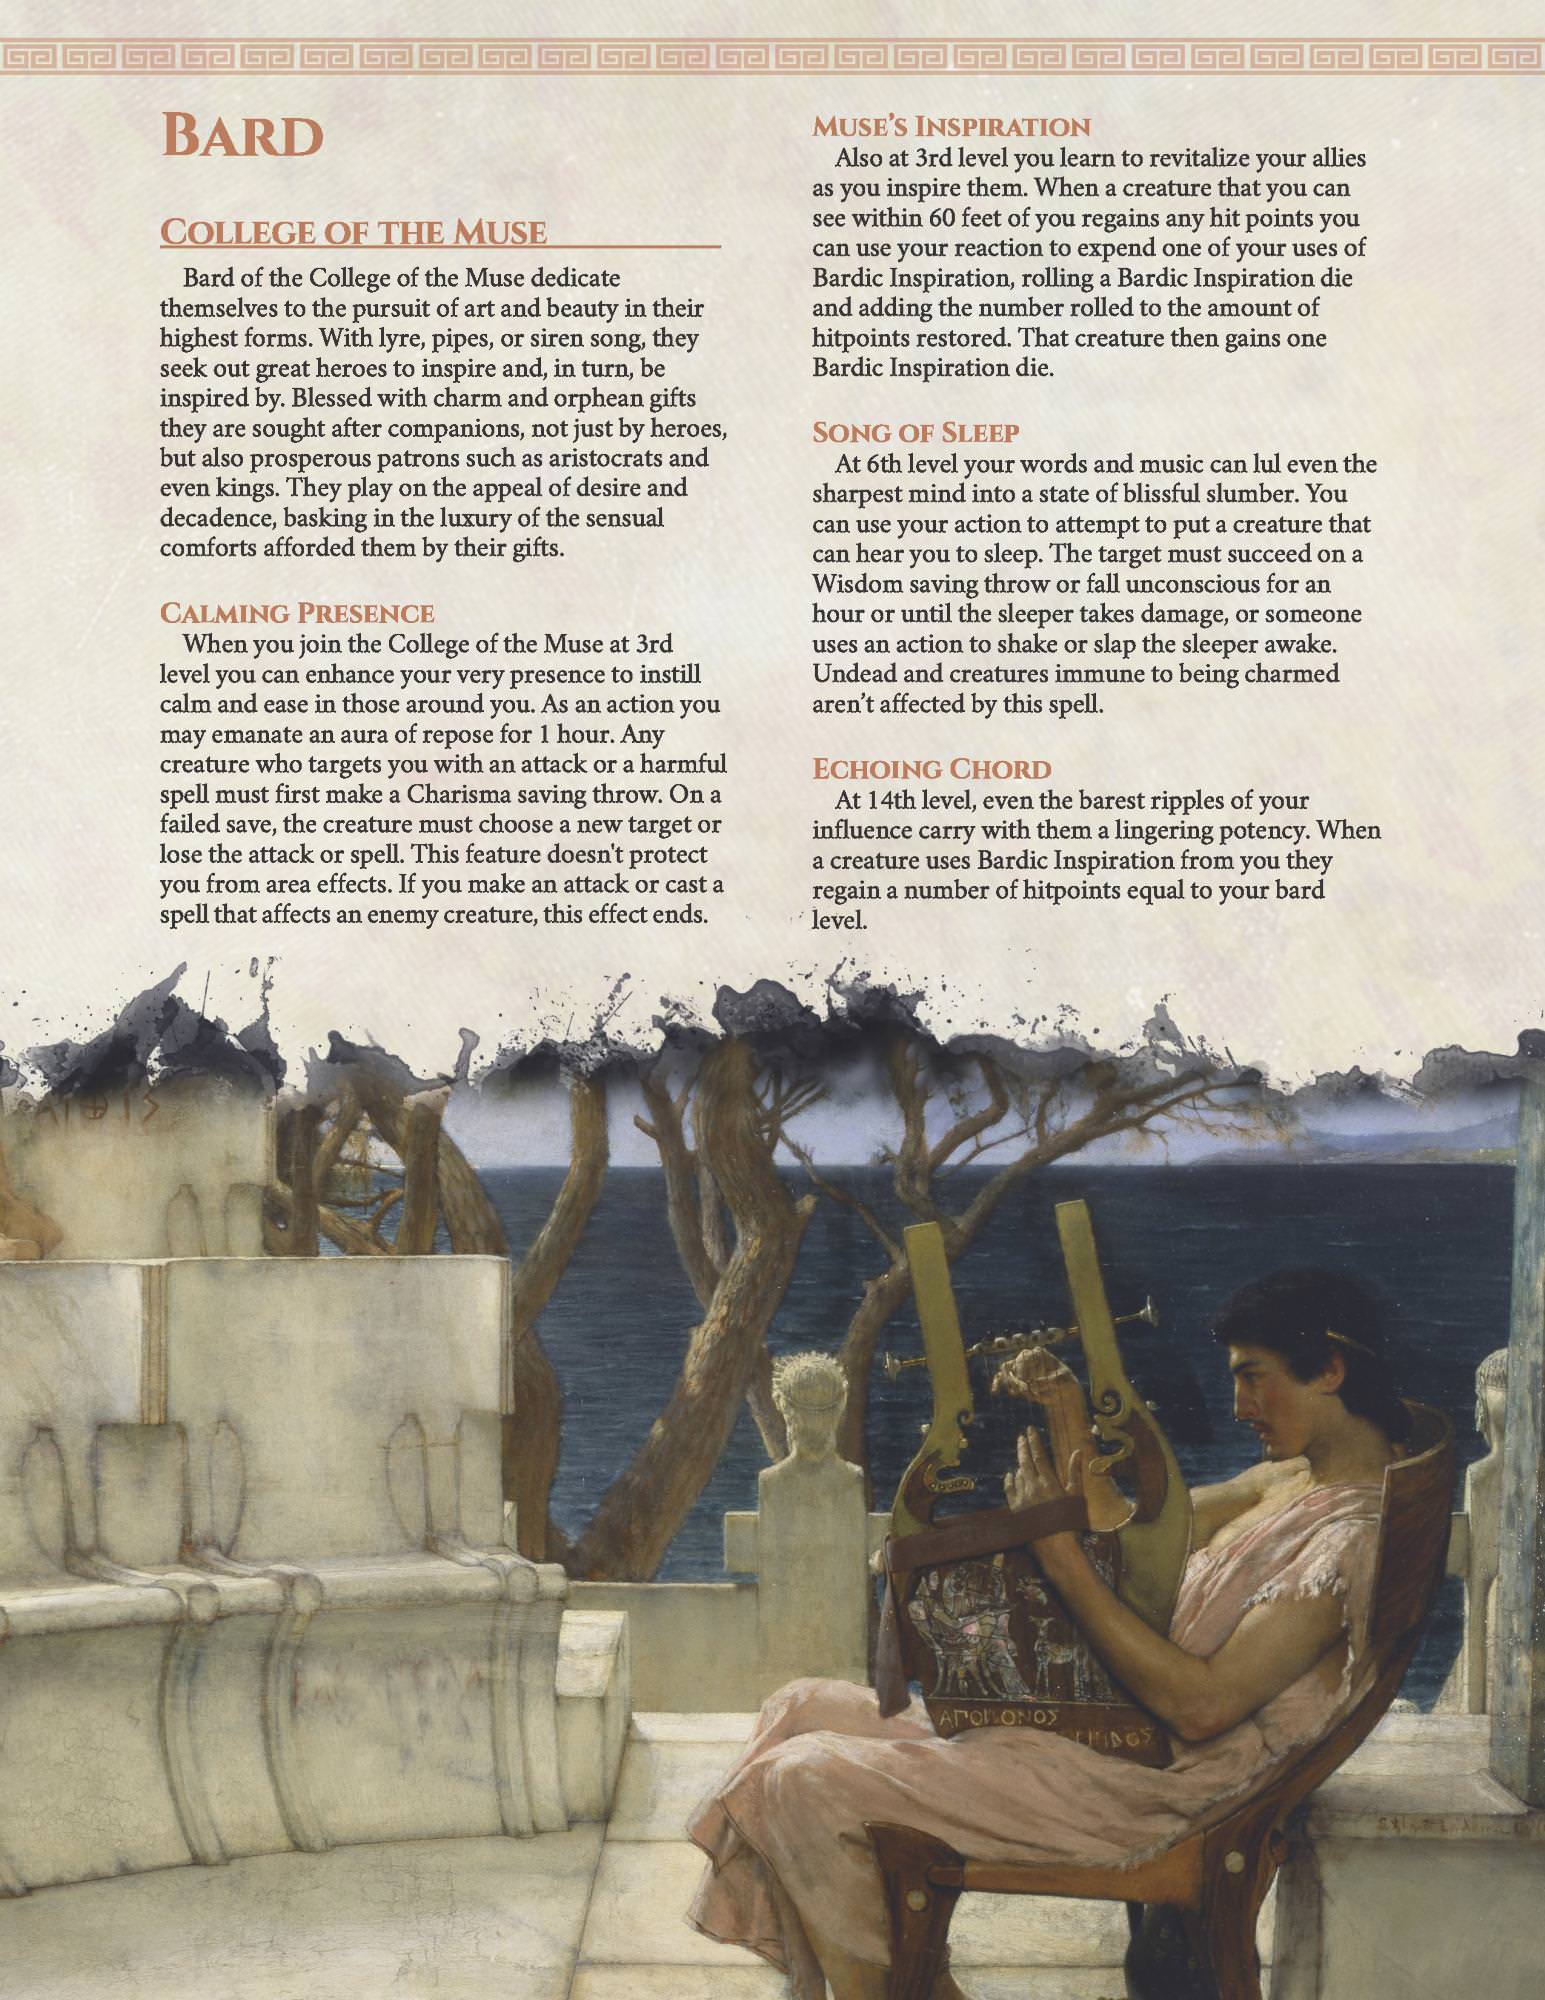 BARD
COLLEGE OF THE MUSE
Bard of the College of the Muse dedicate
themselves to the pursuit of art and beauty in their
highest forms. With lyre, pipes, or siren song, they
seek out great heroes to inspire and, in turn, be
inspired by. Blessed with charm and orphean gifts
they are sought after companions, not just by heroes,
but also prosperous patrons such as aristocrats and
even kings. They play on the appeal of desire and
decadence, basking in the luxury of the sensual
comforts afforded them by their gifts.
CALMING PRESENCE
When you join the College of the Muse at 3rd
level you can enhance your very presence to instill
calm and ease in those around you. As an action you
may emanate an aura of repose for 1 hour. Any
creature who targets you with an attack or a harmful
spell must first make a Charisma saving throw. On a
failed save, the creature must choose a new target or
lose the attack or spell. This feature doesn't protect
you from area effects. If you make an attack or cast a
spell that affects an enemy creature, this effect ends.
MUSE’S INSPIRATION
Also at 3rd level you learn to revitalize your allies
as you inspire them. When a creature that you can
see within 60 feet of you regains any hit points you
can use your reaction to expend one of your uses of
Bardic Inspiration, rolling a Bardic Inspiration die
and adding the number rolled to the amount of
hitpoints restored. That creature then gains one
Bardic Inspiration die.
SONG OF SLEEP
At 6th level your words and music can lul even the
sharpest mind into a state of blissful slumber. You
can use your action to attempt to put a creature that
can hear you to sleep. The target must succeed on a
Wisdom saving throw or fall unconscious for an
hour or until the sleeper takes damage, or someone
uses an action to shake or slap the sleeper awake.
Undead and creatures immune to being charmed
aren’t affected by this spell.
ECHOING CHORD
At 14th level, even the barest ripples of your
influence carry with them a lingering potency. When
a creature uses Bardic Inspiration from you they
regain a number of hitpoints equal to your bard
level.